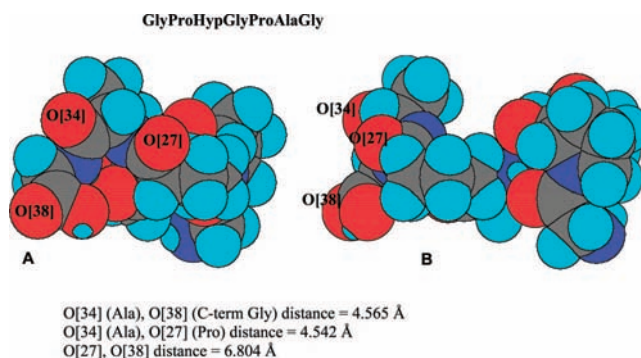 GlyProHypGlyProAlaGly
O[34]
O[27]
O[38]
A
O[34]
O[27]
O[38]
B
O[34] (Ala), O[38] (C-term Gly) distance = 4.565 Å
O[34] (Ala), O[27] (Pro) distance = 4.542 Å
O[27], O[38] distance = 6.804 Å